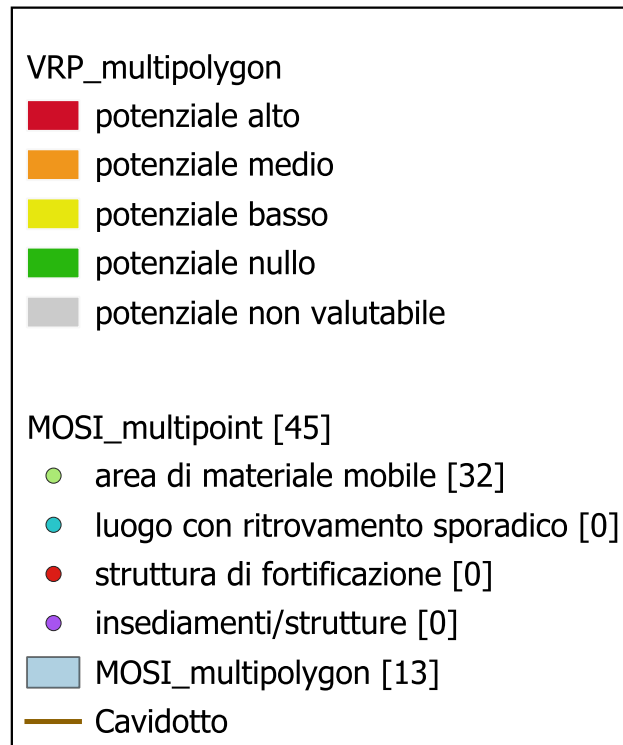 VRP_multipolygon
potenziale alto
potenziale medio
potenziale basso
potenziale nullo
potenziale non valutabile
MOSI_multipoint [45]
area di materiale mobile [32]
luogo con ritrovamento sporadico [0]
struttura di fortificazione [0]
insediamenti/strutture [0]
MOSI_multipolygon [13]
Cavidotto